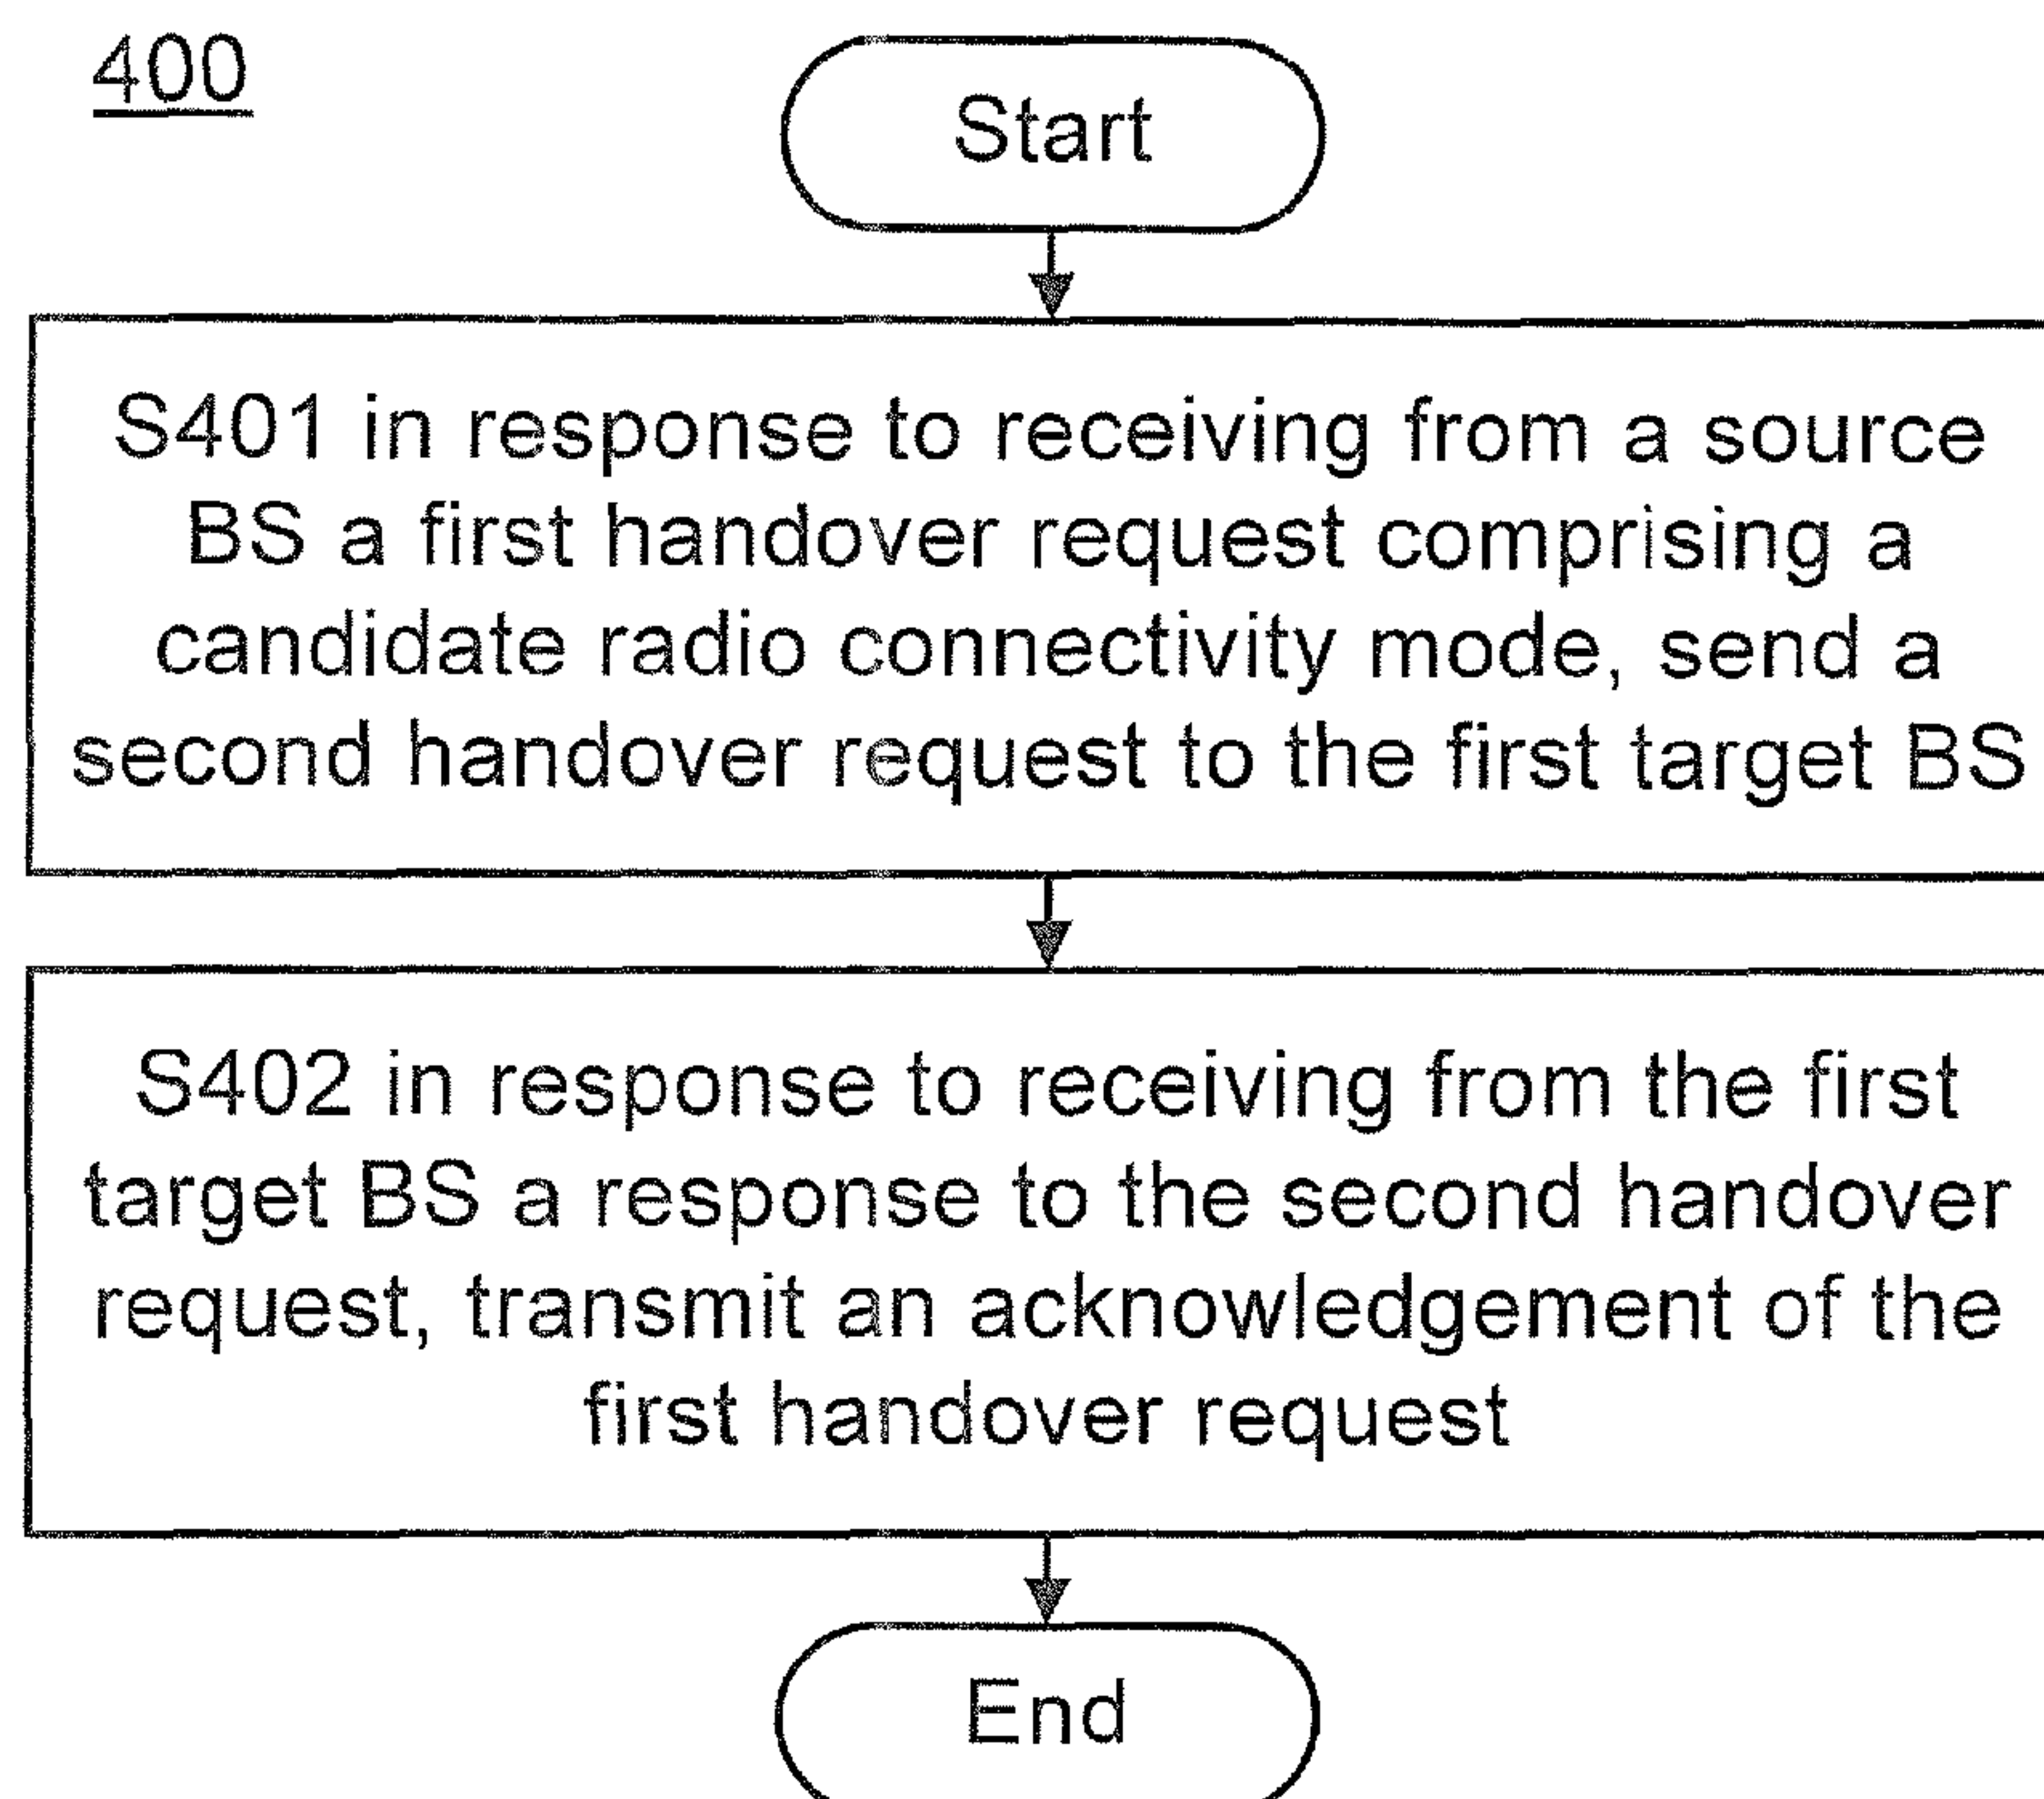 400
Start
S401 in response to receiving from a source
BS a first handover request comprising a
candidate radio connectivity mode, send a
second handover request to the first target BS
S402 in response to receiving from the first
target BS a response to the second handover
request, transmit an acknowledgement of the
first handover request
End